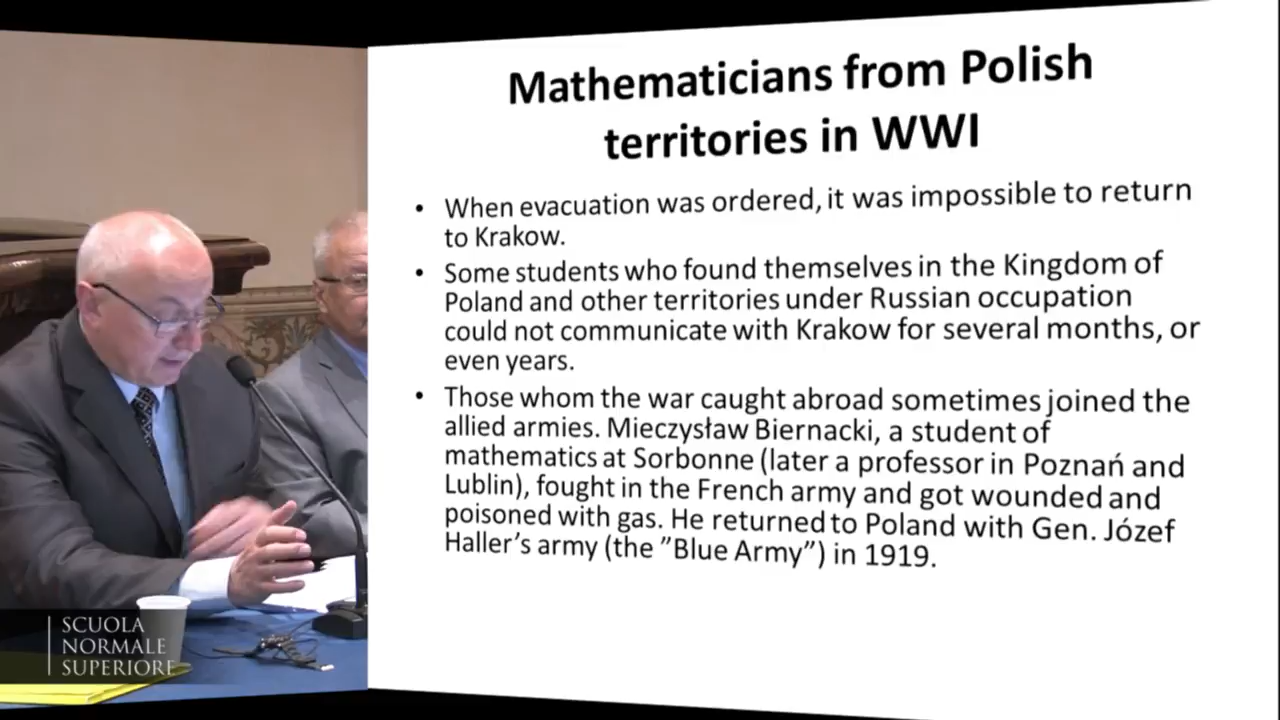 Mathematicians from Polish
territories in WWI
• When evacuation was ordered, it was impossible to return
to Krakow.
• Some students who found themselves in the Kingdom of
Poland and other territories under Russian occupation
could not communicate with Krakow for several months, or
even years.
• Those whom the war caught abroad sometimes joined the
allied armies. Mieczysław Biernacki, a student of
mathematics at Sorbonne (later a professor in Poznań and
Lublin), fought in the French army and got wounded and
poisoned with gas. He returned to Poland with Gen. Józef
Haller’s army (the ”Blue Army”) in 1919.
SCUOLA
NORMALE
SUPERIORE